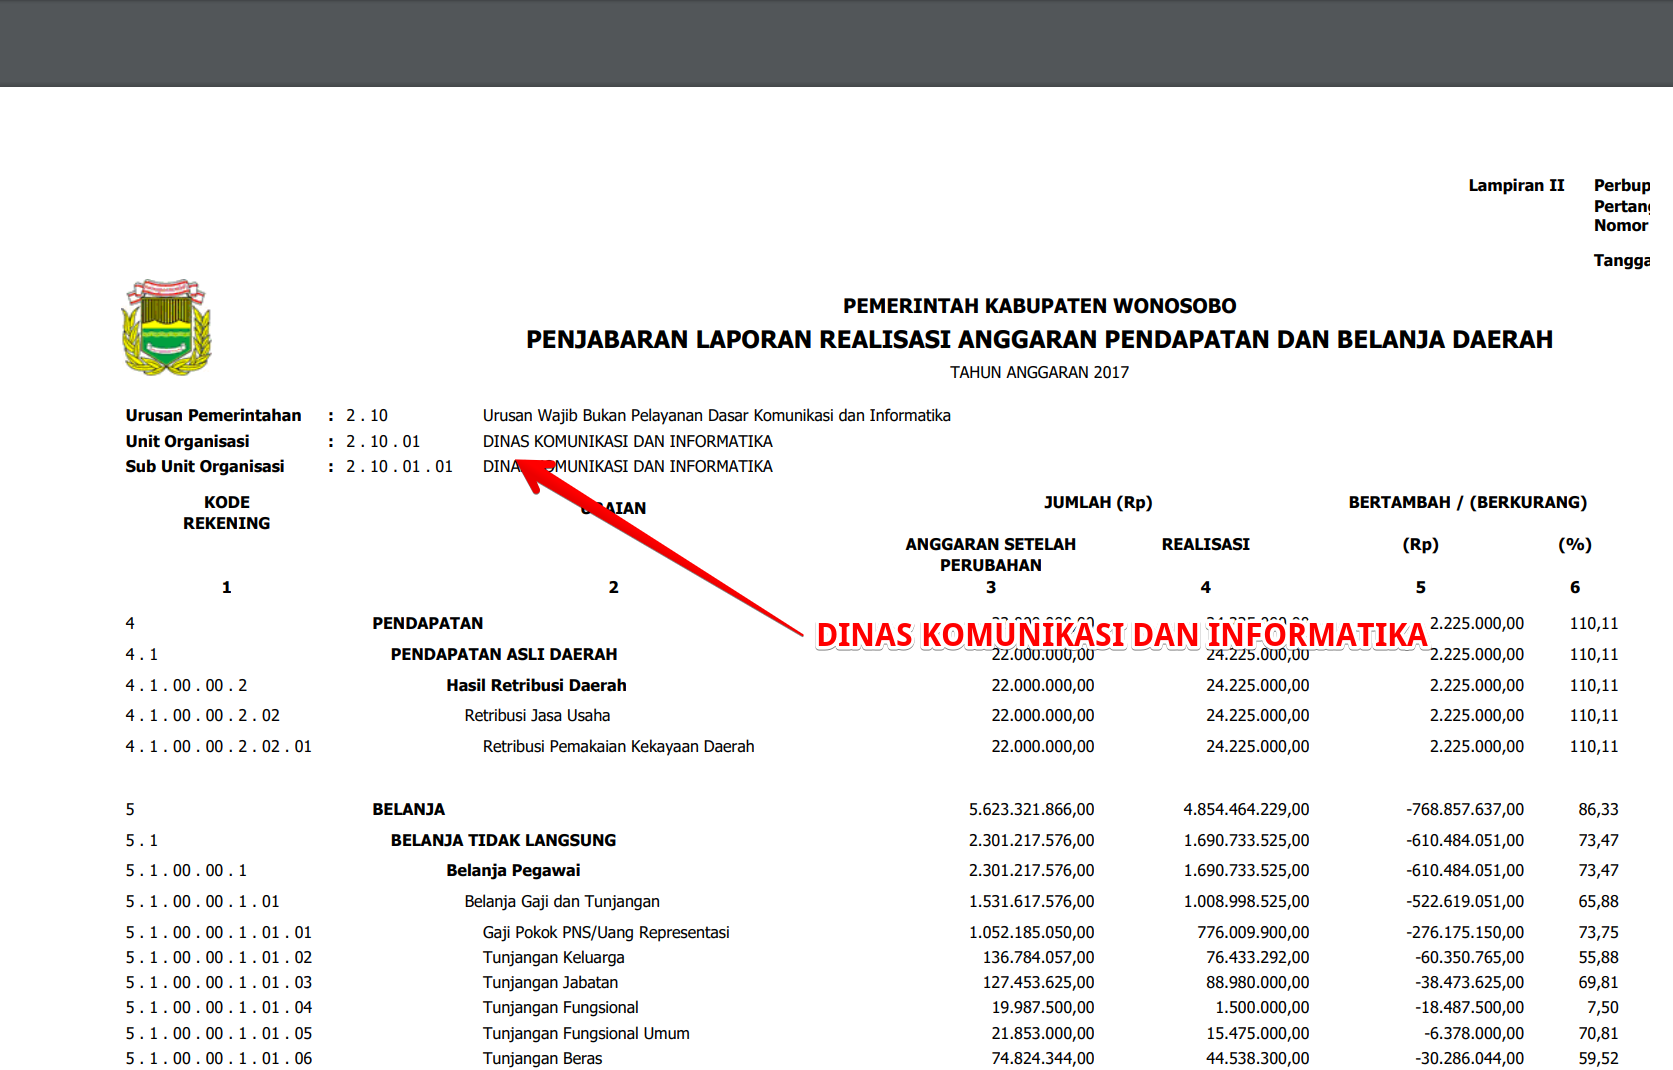 Lampiran II Perbup
Pertang
Nomor
Tangga
PEMERINTAH KABUPATEN WONOSOBO
PENJABARAN LAPORAN REALISASI ANGGARAN PENDAPATAN DAN BELANJA DAERAH
TAHUN ANGGARAN 2017
Urusan Pemerintahan : 2 . 10 Urusan Wajib Bukan Pelayanan Dasar Komunikasi dan Informatika
Unit Organisasi : 2 . 10 . 01 DINAS KOMUNIKASI DAN INFORMATIKA
Sub Unit Organisasi : 2 . 10 . 01 . 01 DINAS KOMUNIKASI DAN INFORMATIKA
KODE REKENING URAIAN JUMLAH (Rp) BERTAMBAH / (BERKURANG)
ANGGARAN SETELAH PERUBAHAN REALISASI (Rp) (%)
1 2 3 4 5 6
4 PENDAPATAN 2.225.000,00 110,11
DINAS KOMUNIKASI DAN INFORMATIKA
4 . 1 PENDAPATAN ASLI DAERAH 22.000.000,00 24.225.000,00 2.225.000,00 110,11
4 . 1 . 00 . 00 . 2 Hasil Retribusi Daerah 22.000.000,00 24.225.000,00 2.225.000,00 110,11
4 . 1 . 00 . 00 . 2 . 02 Retribusi Jasa Usaha 22.000.000,00 24.225.000,00 2.225.000,00 110,11
4 . 1 . 00 . 00 . 2 . 02 . 01 Retribusi Pemakaian Kekayaan Daerah 22.000.000,00 24.225.000,00 2.225.000,00 110,11
5 BELANJA 5.623.321.866,00 4.854.464.229,00 -768.857.637,00 86,33
5 . 1 BELANJA TIDAK LANGSUNG 2.301.217.576,00 1.690.733.525,00 -610.484.051,00 73,47
5 . 1 . 00 . 00 . 1 Belanja Pegawai 2.301.217.576,00 1.690.733.525,00 -610.484.051,00 73,47
5 . 1 . 00 . 00 . 1 . 01 Belanja Gaji dan Tunjangan 1.531.617.576,00 1.008.998.525,00 -522.619.051,00 65,88
5 . 1 . 00 . 00 . 1 . 01 . 01 Gaji Pokok PNS/Uang Representasi 1.052.185.050,00 776.009.900,00 -276.175.150,00 73,75
5 . 1 . 00 . 00 . 1 . 01 . 02 Tunjangan Keluarga 136.784.057,00 76.433.292,00 -60.350.765,00 55,88
5 . 1 . 00 . 00 . 1 . 01 . 03 Tunjangan Jabatan 127.453.625,00 88.980.000,00 -38.473.625,00 69,81
5 . 1 . 00 . 00 . 1 . 01 . 04 Tunjangan Fungsional 19.987.500,00 1.500.000,00 -18.487.500,00 7,50
5 . 1 . 00 . 00 . 1 . 01 . 05 Tunjangan Fungsional Umum 21.853.000,00 15.475.000,00 -6.378.000,00 70,81
5 . 1 . 00 . 00 . 1 . 01 . 06 Tunjangan Beras 74.824.344,00 44.538.300,00 -30.286.044,00 59,52